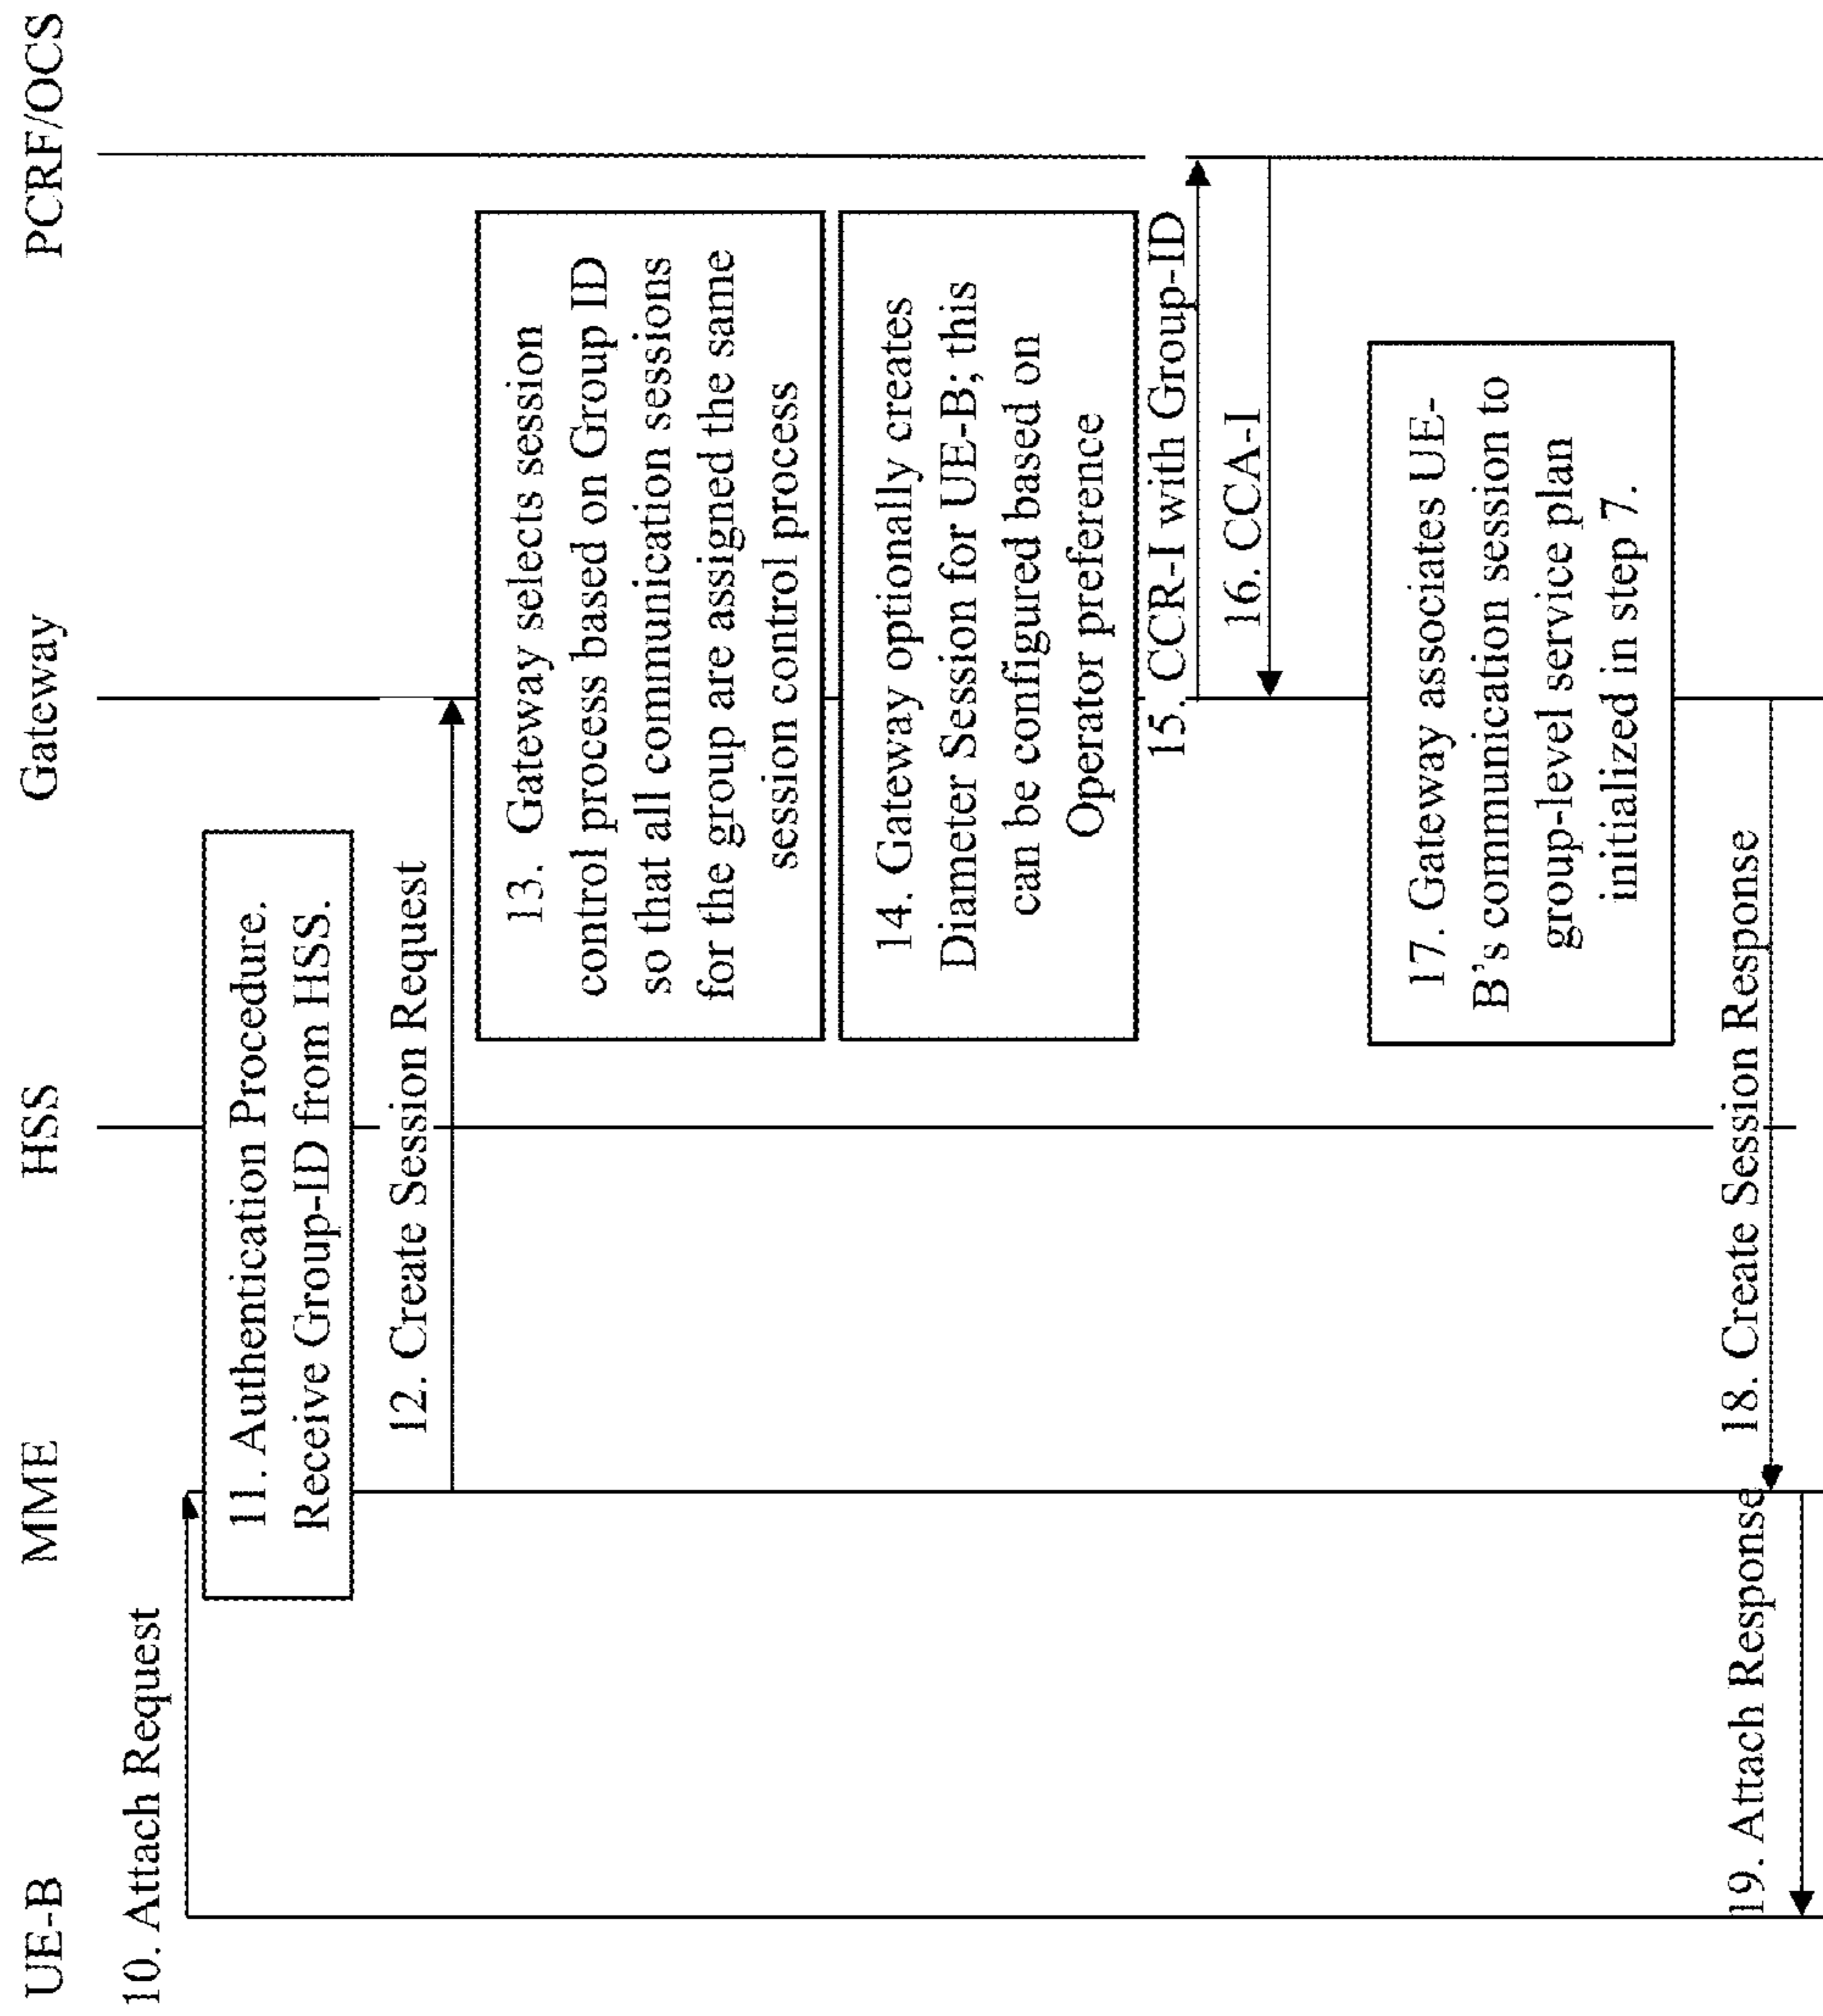 UE-B
MME
HSS
Gateway
PCRF/OCS
10. Attach Request
11. Authentication Procedure.
Receive Group-ID from HSS.
12. Create Session Request
13. Gateway selects session
control process based on Group ID
so that all communication sessions
for the group are assigned the same
session control process
14. Gateway optionally creates
Diameter Session for UE-B; this
can be configured based on
Operator preference
15. CCR-I with Group-ID
16. CCA-I
17. Gateway associates UE-
B's communication session to
group-level service plan
initialized in step 7.
18. Create Session Response
19. Attach Response